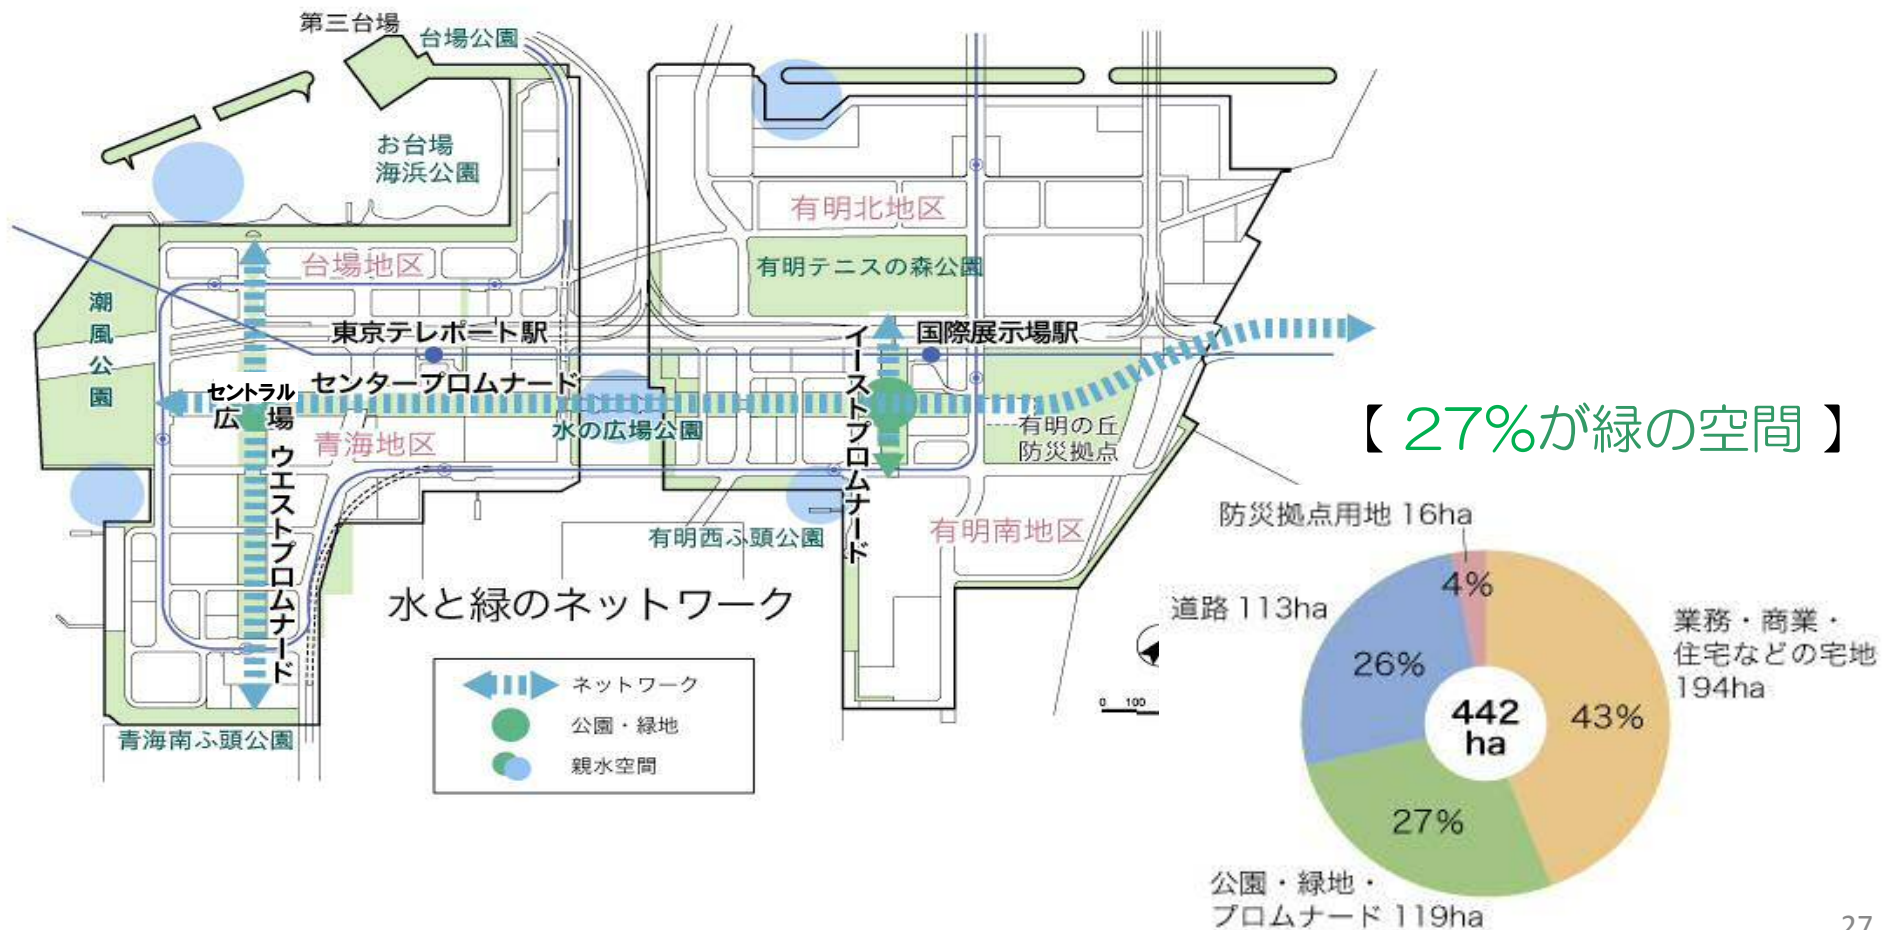 第三台場
台場公園
お台場
海浜公園
有明北地区
台場地区
有明テニスの森公園
潮風公園
東京テレポート駅
国際展示場駅
イーストプロムナード
センタープロムナード
セントラル
広場
水の広場公園
青海地区
有明の丘
防災拠点
ウエストプロムナード
有明西ふ頭公園
有明南地区
水と緑のネットワーク
ネットワーク
公園・緑地
親水空間
青海南ふ頭公園
0 100
【 27%が緑の空間 】
防災拠点用地 16ha
4%
道路 113ha
26%
業務・商業・
住宅などの宅地
194ha
43%
442
ha
27%
公園・緑地・
プロムナード 119ha
27